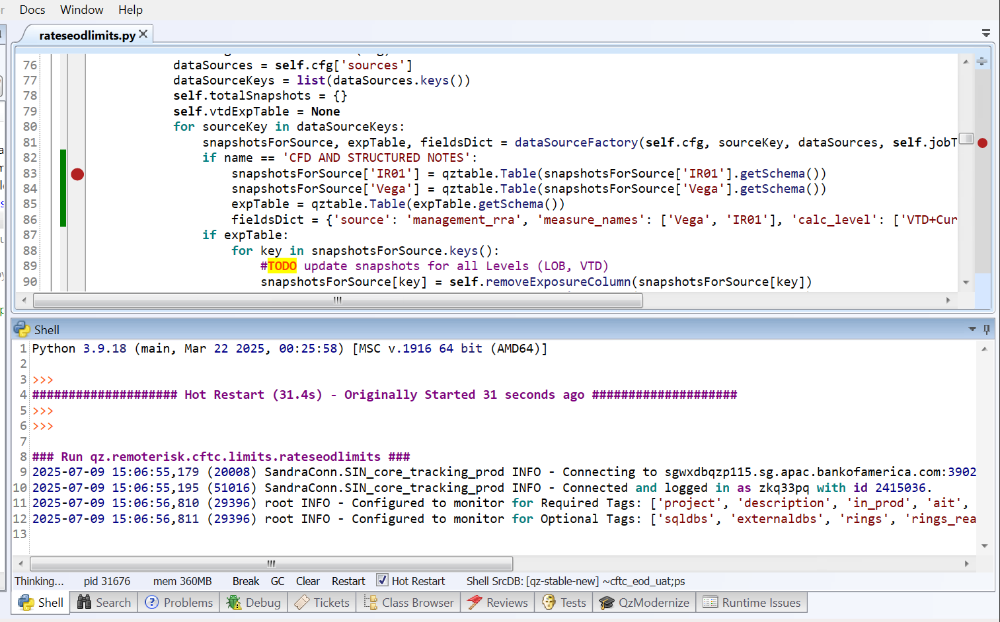 Docs Window Help
rateseodlimits.py
76 dataSources = self.cfg['sources']
77 dataSourceKeys = list(dataSources.keys())
78 self.totalSnapshots = {}
79 self.vtdExpTable = None
80 for sourceKey in dataSourceKeys:
81 snapshotsForSource, expTable, fieldsDict = dataSourceFactory(self.cfg, sourceKey, dataSources, self.jobT
82 if name == 'CFD AND STRUCTURED NOTES':
83 snapshotsForSource['IR01'] = qztable.Table(snapshotsForSource['IR01'].getSchema())
84 snapshotsForSource['Vega'] = qztable.Table(snapshotsForSource['Vega'].getSchema())
85 expTable = qztable.Table(expTable.getSchema())
86 fieldsDict = {'source': 'management_rra', 'measure_names': ['Vega', 'IR01'], 'calc_level': ['VTD+Cur
87 if expTable:
88 for key in snapshotsForSource.keys():
89 #TODO update snapshots for all Levels (LOB, VTD)
90 snapshotsForSource[key] = self.removeExposureColumn(snapshotsForSource[key])
Shell
1 Python 3.9.18 (main, Mar 22 2025, 00:25:58) [MSC v.1916 64 bit (AMD64)]
2
3 >>>
4 #################### Hot Restart (31.4s) - Originally Started 31 seconds ago ####################
5 >>>
6 >>>
7
8 ### Run qz.remoterisk.cftc.limits.rateseodlimits ###
9 2025-07-09 15:06:55,179 (20008) SandraConn.SIN_core_tracking_prod INFO - Connecting to sgwxdbqzp115.sg.apac.bankofamerica.com:3902
10 2025-07-09 15:06:55,195 (51016) SandraConn.SIN_core_tracking_prod INFO - Connected and logged in as zkq33pq with id 2415036.
11 2025-07-09 15:06:56,810 (29396) root INFO - Configured to monitor for Required Tags: ['project', 'description', 'in_prod', 'ait',
12 2025-07-09 15:06:56,811 (29396) root INFO - Configured to monitor for Optional Tags: ['sqldbs', 'externaldbs', 'rings', 'rings_rea
13
Thinking... pid 31676 mem 360MB Break GC Clear Restart Hot Restart Shell SrcDB: [qz-stable-new] ~cftc_eod_uat;ps
Shell Search Problems Debug Tickets Class Browser Reviews Tests QzModernize Runtime Issues